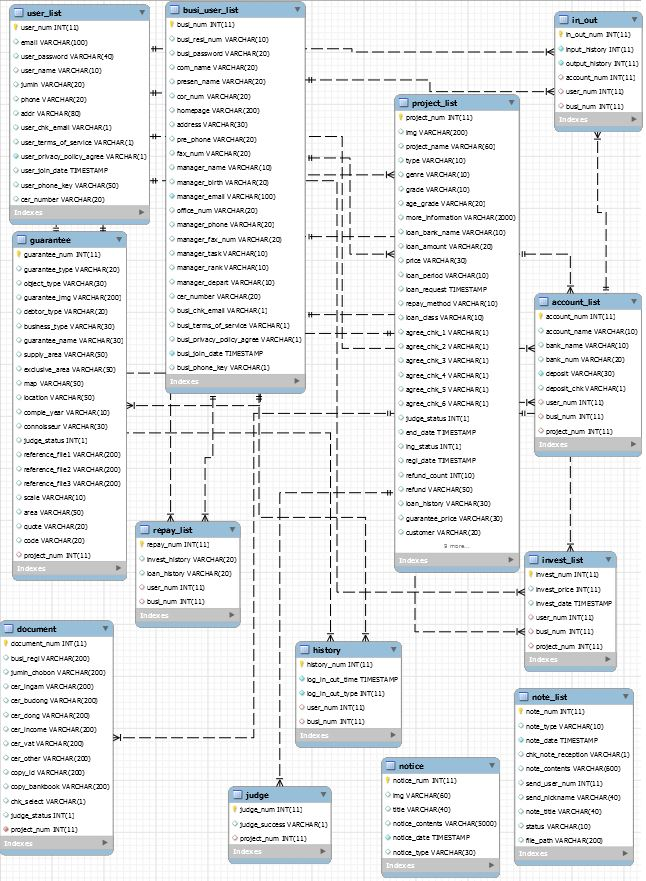 user_list
user_num INT(11)
email VARCHAR(100)
user_password VARCHAR(40)
user_name VARCHAR(10)
jumin VARCHAR(20)
phone VARCHAR(20)
addr VARCHAR(80)
user_chk_email VARCHAR(1)
user_terms_of_service VARCHAR(1)
user_privacy_policy_agree VARCHAR(1)
user_join_date TIMESTAMP
user_phone_key VARCHAR(50)
cer_number VARCHAR(20)
Indexes
busi_user_list
busi_num INT(11)
busi_resi_num VARCHAR(10)
busi_password VARCHAR(20)
com_name VARCHAR(20)
presen_name VARCHAR(20)
cor_num VARCHAR(20)
homepage VARCHAR(200)
address VARCHAR(30)
pre_phone VARCHAR(20)
fax_num VARCHAR(20)
manager_name VARCHAR(10)
manager_birth VARCHAR(20)
manager_email VARCHAR(100)
office_num VARCHAR(20)
manager_phone VARCHAR(20)
manager_fax_num VARCHAR(20)
manager_task VARCHAR(10)
manager_rank VARCHAR(10)
manager_depart VARCHAR(10)
cer_number VARCHAR(20)
busi_chk_email VARCHAR(1)
busi_terms_of_service VARCHAR(1)
busi_privacy_policy_agree VARCHAR(1)
busi_join_date TIMESTAMP
busi_phone_key VARCHAR(1)
Indexes
in_out
in_out_num INT(11)
input_history INT(11)
output_history INT(11)
account_num INT(11)
user_num INT(11)
busi_num INT(11)
Indexes
project_list
project_num INT(11)
img VARCHAR(200)
project_name VARCHAR(60)
type VARCHAR(10)
genre VARCHAR(10)
grade VARCHAR(10)
age_grade VARCHAR(20)
more_information VARCHAR(2000)
loan_bank_name VARCHAR(10)
loan_amount VARCHAR(20)
price VARCHAR(30)
loan_period VARCHAR(10)
loan_request TIMESTAMP
repay_method VARCHAR(10)
loan_class VARCHAR(10)
agree_chk_1 VARCHAR(1)
agree_chk_2 VARCHAR(1)
agree_chk_3 VARCHAR(1)
agree_chk_4 VARCHAR(1)
agree_chk_5 VARCHAR(1)
agree_chk_6 VARCHAR(1)
judge_status INT(1)
end_date TIMESTAMP
ing_status INT(1)
regi_date TIMESTAMP
refund_count INT(10)
refund VARCHAR(50)
loan_history VARCHAR(30)
guarantee_price VARCHAR(30)
customer VARCHAR(20)
9 more...
Indexes
guarantee
guarantee_num INT(11)
guarantee_type VARCHAR(20)
object_type VARCHAR(30)
guarantee_img VARCHAR(200)
debtor_type VARCHAR(20)
business_type VARCHAR(30)
guarantee_name VARCHAR(30)
supply_area VARCHAR(50)
exclusive_area VARCHAR(50)
map VARCHAR(50)
location VARCHAR(50)
comple_year VARCHAR(10)
connoisseur VARCHAR(30)
judge_status INT(1)
reference_file1 VARCHAR(200)
reference_file2 VARCHAR(200)
reference_file3 VARCHAR(200)
scale VARCHAR(10)
area VARCHAR(50)
quote VARCHAR(20)
code VARCHAR(20)
project_num INT(11)
Indexes
account_list
account_num INT(11)
account_name VARCHAR(10)
bank_name VARCHAR(10)
bank_num VARCHAR(20)
deposit VARCHAR(30)
deposit_chk VARCHAR(1)
user_num INT(11)
busi_num INT(11)
project_num INT(11)
Indexes
repay_list
repay_num INT(11)
invest_history VARCHAR(20)
loan_history VARCHAR(20)
user_num INT(11)
busi_num INT(11)
Indexes
invest_list
invest_num INT(11)
invest_price INT(11)
invest_date TIMESTAMP
user_num INT(11)
busi_num INT(11)
project_num INT(11)
Indexes
document
document_num INT(11)
busi_regi VARCHAR(200)
jumin_chobon VARCHAR(200)
cer_ingam VARCHAR(200)
cer_budong VARCHAR(200)
cer_dong VARCHAR(200)
cer_income VARCHAR(200)
cer_vat VARCHAR(200)
cer_other VARCHAR(200)
copy_id VARCHAR(200)
copy_bankbook VARCHAR(200)
chk_select VARCHAR(1)
judge_status INT(1)
project_num INT(11)
Indexes
history
history_num INT(11)
log_in_out_time TIMESTAMP
log_in_out_type INT(11)
user_num INT(11)
busi_num INT(11)
Indexes
note_list
note_num INT(11)
note_type VARCHAR(10)
note_date TIMESTAMP
chk_note_reception VARCHAR(1)
note_contents VARCHAR(600)
send_user_num INT(11)
send_nickname VARCHAR(40)
note_title VARCHAR(40)
status VARCHAR(10)
file_path VARCHAR(200)
Indexes
notice
notice_num INT(11)
img VARCHAR(60)
title VARCHAR(40)
notice_contents VARCHAR(5000)
notice_date TIMESTAMP
notice_type VARCHAR(30)
Indexes
judge
judge_num INT(11)
judge_success VARCHAR(1)
project_num INT(11)
Indexes